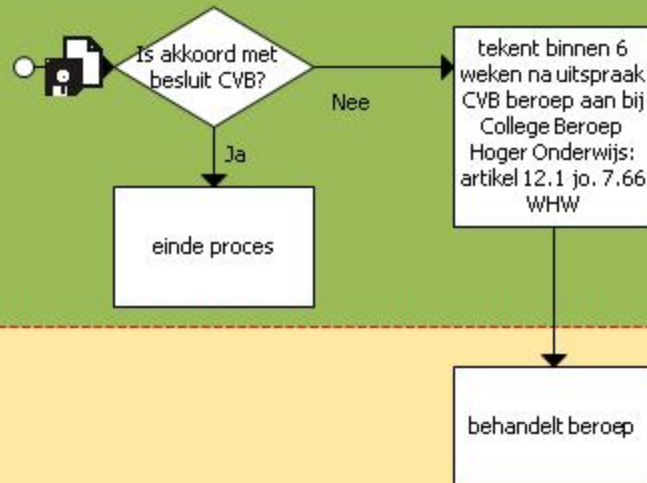 Is akkoord met
besluit CVB?
Nee
Ja
tekent binnen 6
weken na uitspraak
CVB beroep aan bij
College Beroep
Hoger Onderwijs:
artikel 12.1 jo. 7.66
WHW
einde proces
behandelt beroep